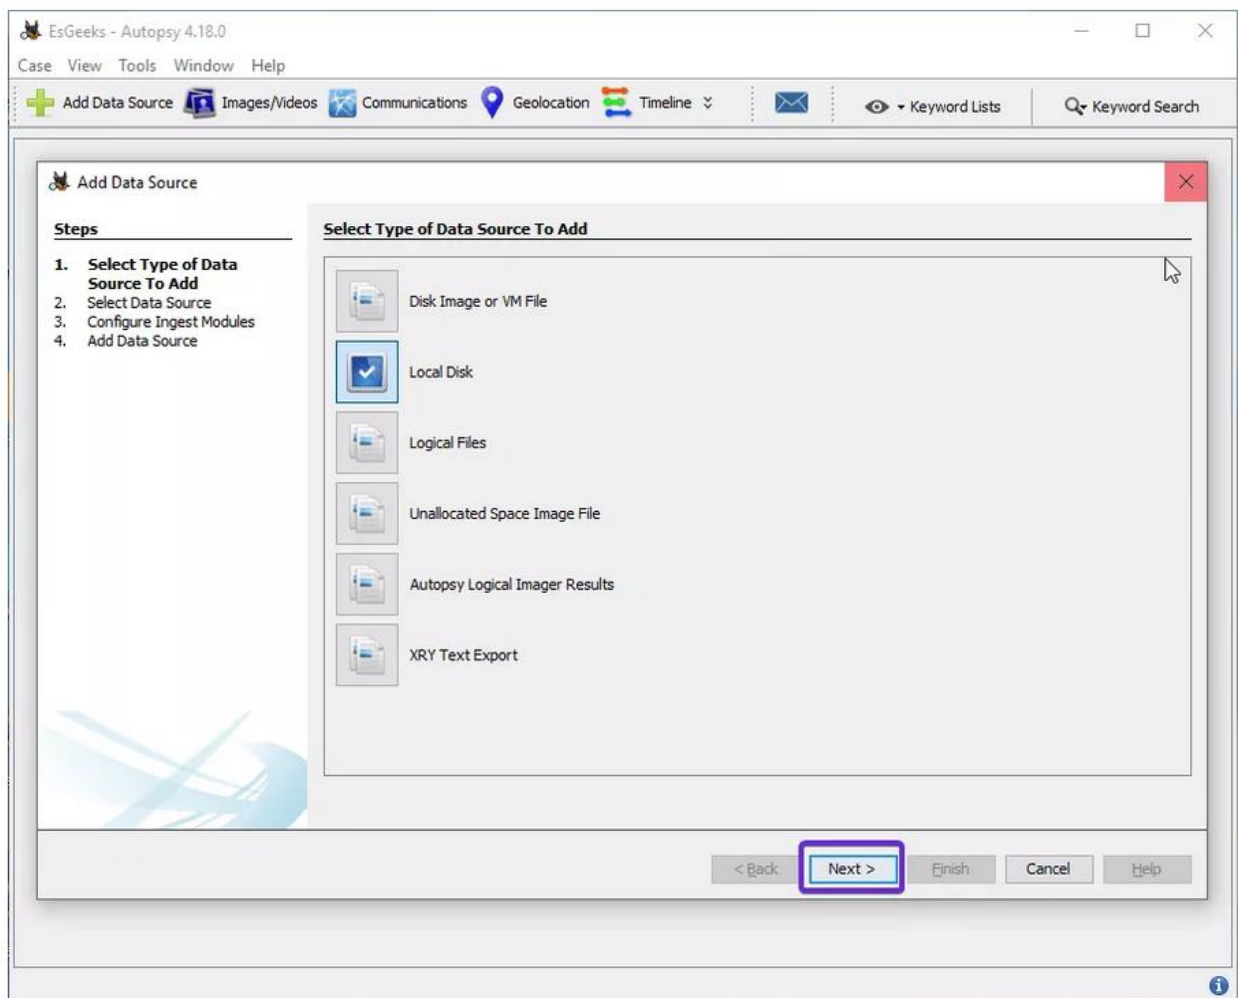 EsGeeks - Autopsy 4.18.0
Case View Tools Window Help
Add Data Source Images/Videos Communications Geolocation Timeline Keyword Lists Keyword Search
Add Data Source
Steps
1. Select Type of Data
Source To Add
2. Select Data Source
3. Configure Ingest Modules
4. Add Data Source
Select Type of Data Source To Add
Disk Image or VM File
Local Disk
Logical Files
Unallocated Space Image File
Autopsy Logical Imager Results
XRY Text Export
< Back Next > Finish Cancel Help